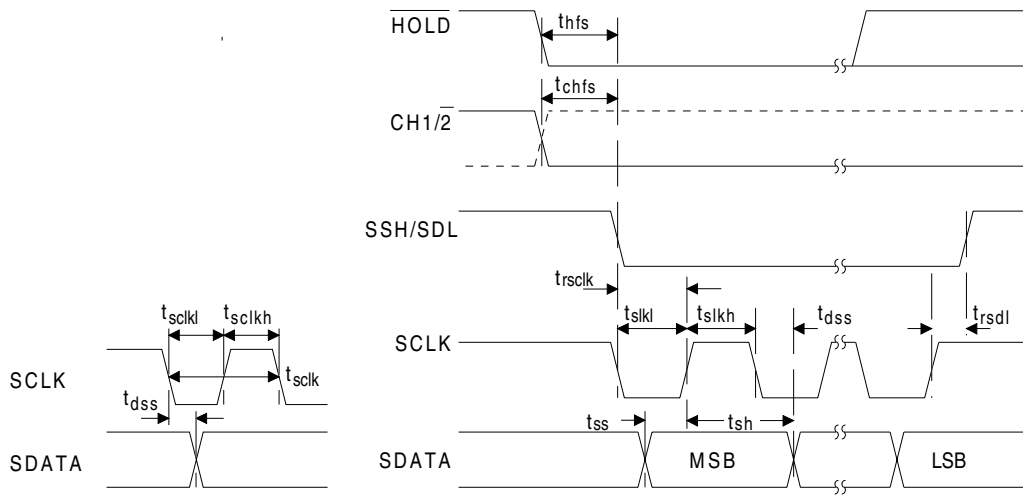 HOLD
thfs
tchfs
CH1/2
SSH/SDL
trsclk
tslkl
tslkh
tdss
trsdl
SCLK
tss
tsh
SDATA
MSB
LSB
tsclkl
tsclkh
SCLK
tsclk
tdss
SDATA